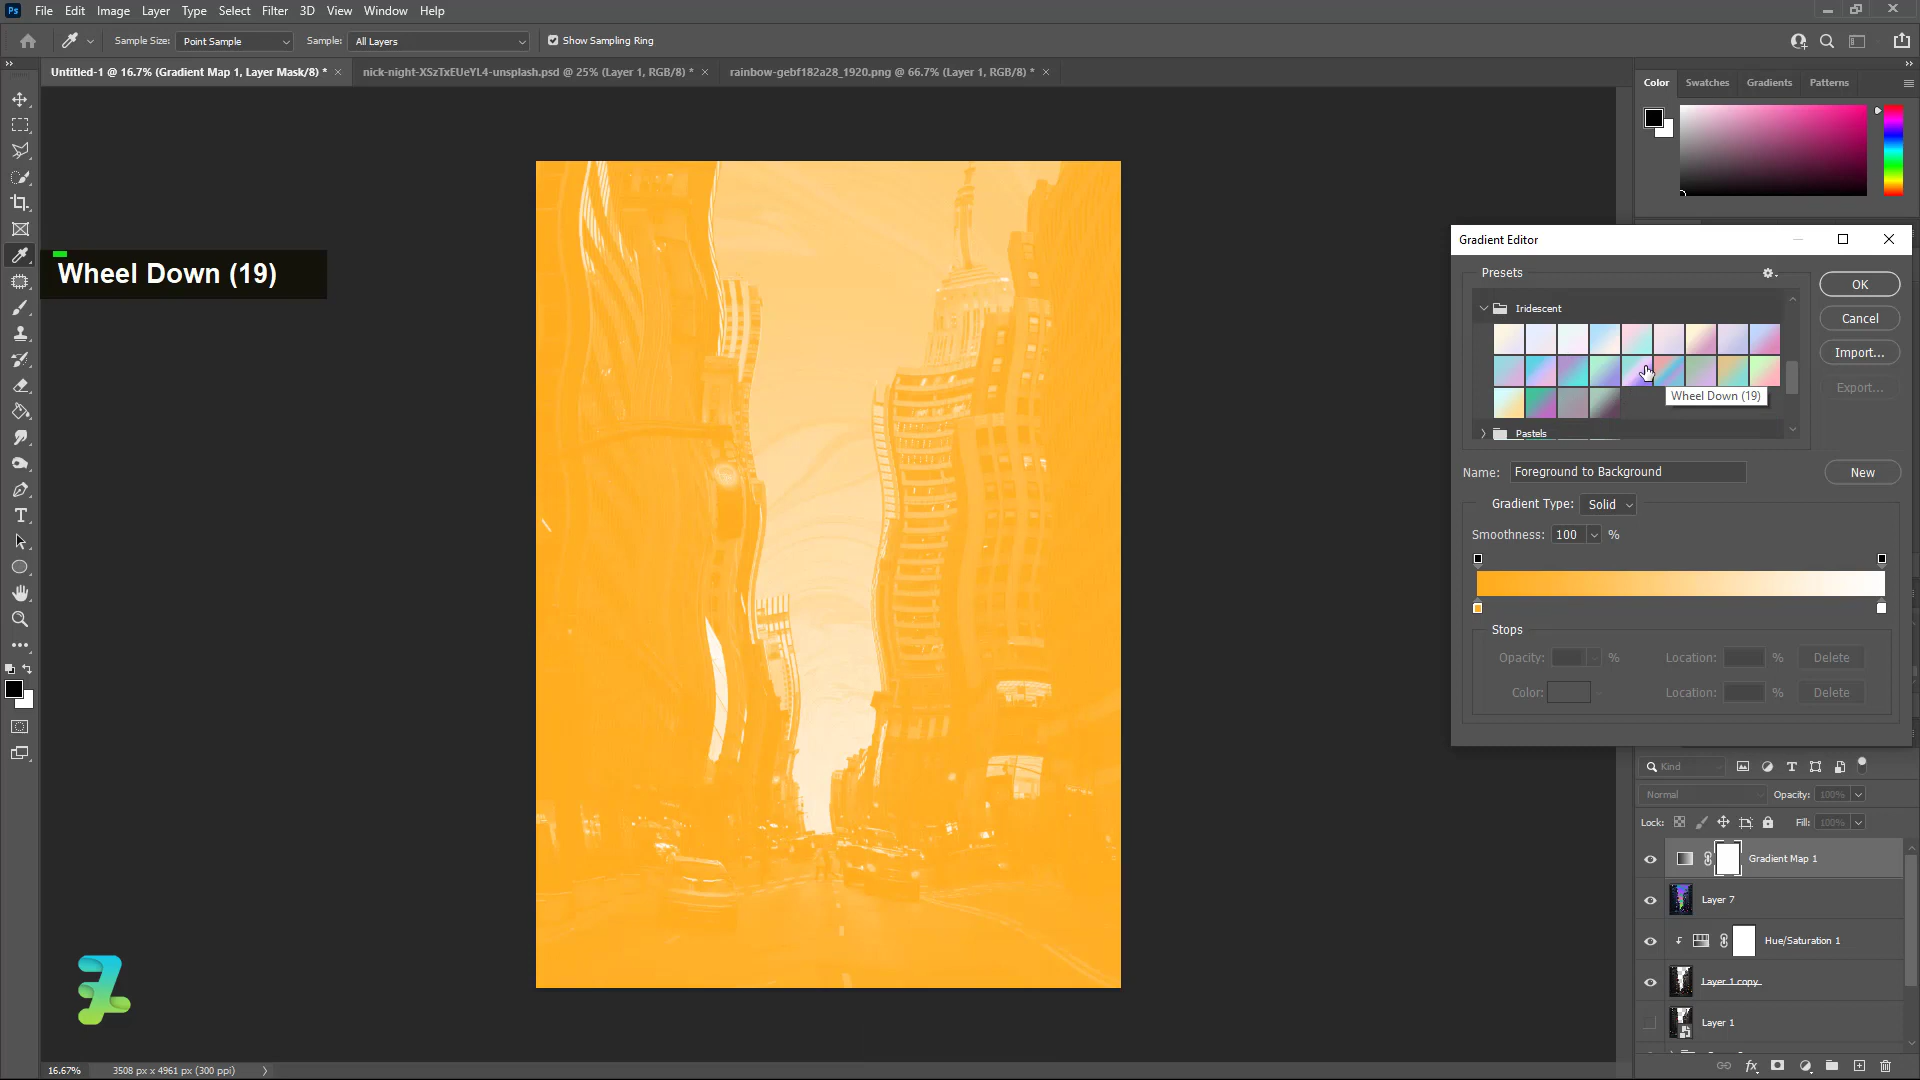 Ps File Edit Image Layer Type Select Filter 3D View Window Help
Sample Size: Point Sample Sample: All Layers Show Sampling Ring
Untitled-1 @ 16.7% (Gradient Map 1, Layer Mask/8) * × nick-night-XSzTxEUeYL4-unsplash.psd @ 25% (Layer 1, RGB/8) * × rainbow-gebf182a28_1920.png @ 66.7% (Layer 1, RGB/8) * ×
Color Swatches Gradients Patterns
Wheel Down (19)
Gradient Editor
Presets
OK
Iridescent
Cancel
Import...
Export...
Wheel Down (19)
Pastels
Name: Foreground to Background New
Gradient Type: Solid
Smoothness: 100 %
Stops
Opacity: % Location: % Delete
Color: Location: % Delete
Kind
Normal Opacity: 100%
Lock: Fill: 100%
Gradient Map 1
Layer 7
Hue/Saturation 1
Layer 1 copy
Layer 1
16.67% 3508 px x 4961 px (300 ppi)